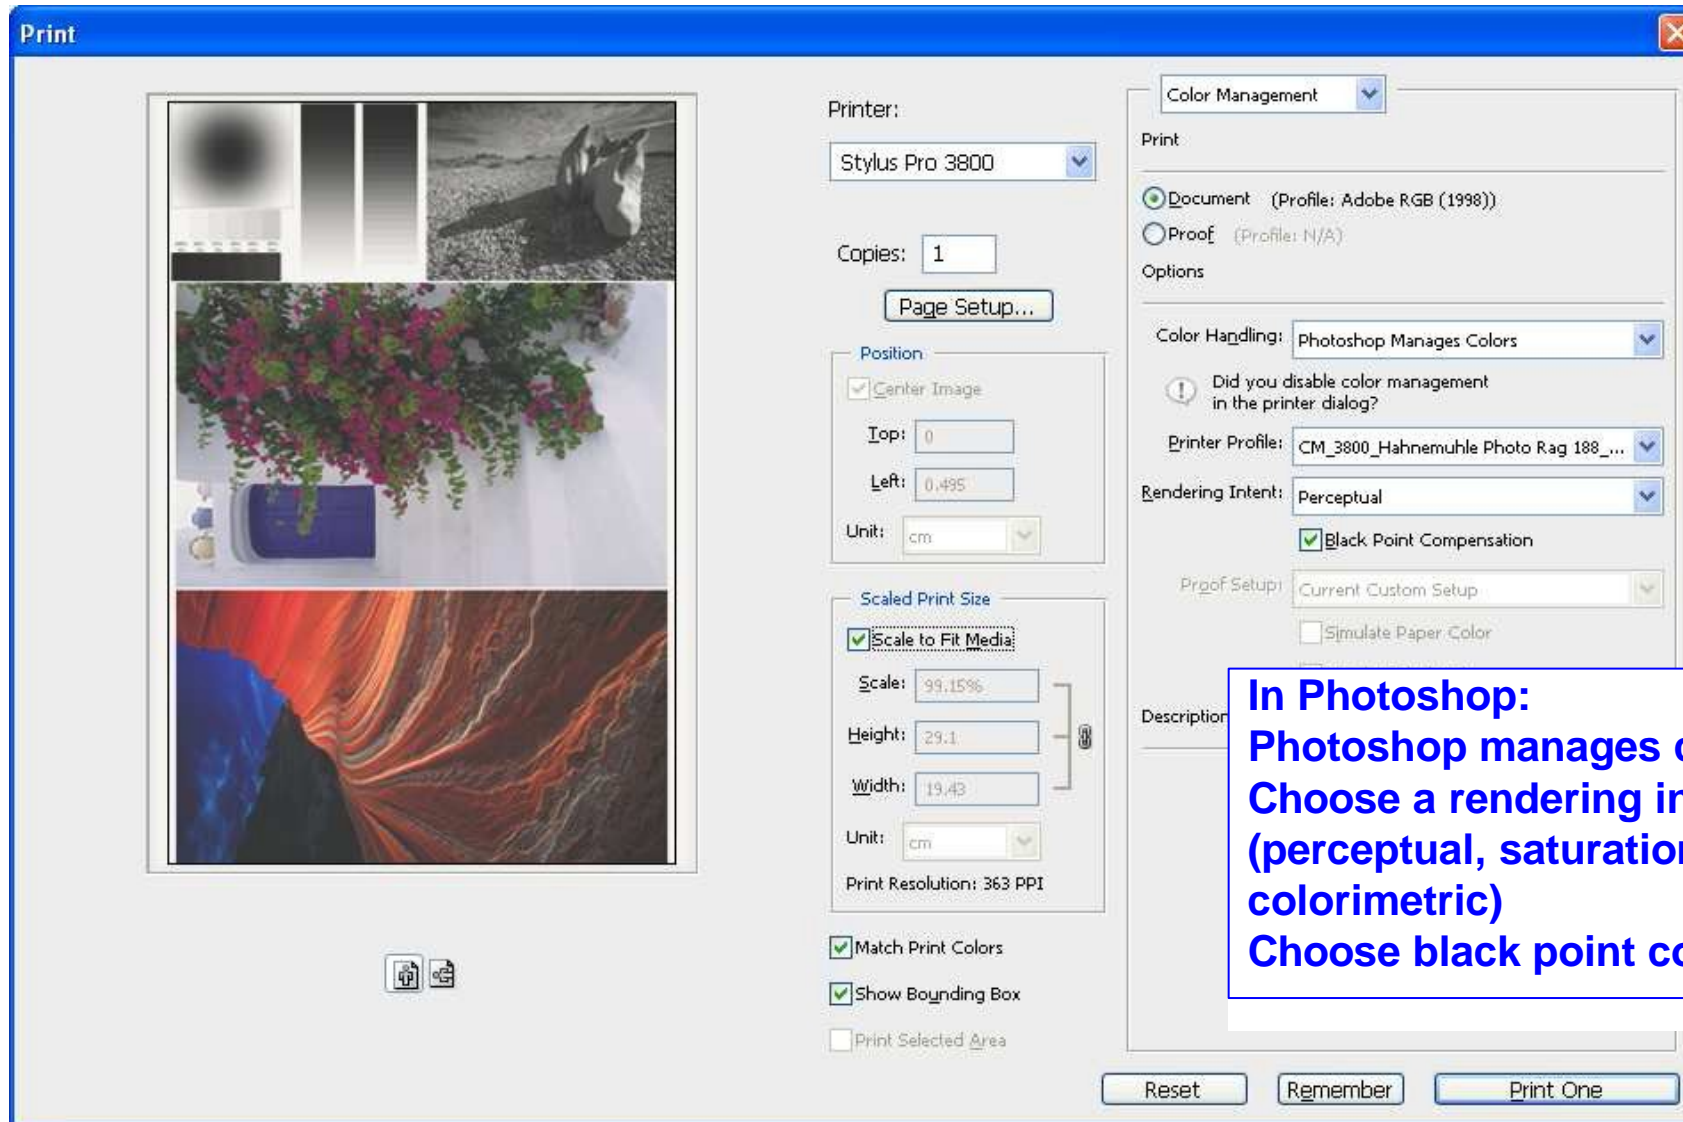 Print
Printer:
Stylus Pro 3800
Copies: 1
Page Setup...
Position
Center Image
Top: 0
Left: 0.495
Unit: cm
Scaled Print Size
Scale to Fit Media
Scale: 99.15%
Height: 29.1
Width: 19.43
Unit: cm
Print Resolution: 363 PPI
Match Print Colors
Show Bounding Box
Print Selected Area
Color Management
Print
Document (Profile: Adobe RGB (1998))
Proof (Profile: N/A)
Options
Color Handling: Photoshop Manages Colors
Did you disable color management
in the printer dialog?
Printer Profile: CM_3800_Hahnemuhle Photo Rag 188_...
Rendering Intent: Perceptual
Black Point Compensation
Proof Setup: Current Custom Setup
Simulate Paper Color
Description
In Photoshop:
Photoshop manages
Choose a rendering
(perceptual, saturation
colorimetric)
Choose black point
Reset
Remember
Print One